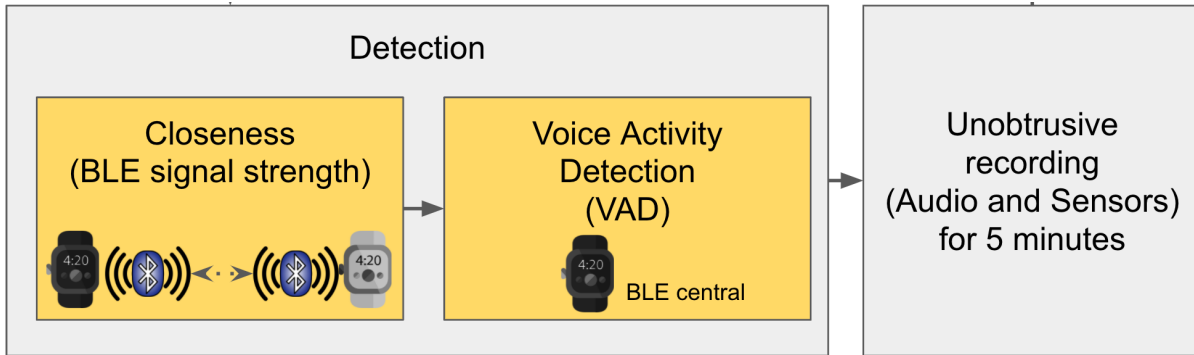 Detection
Closeness
(BLE signal strength)
4:20
4:20
Voice Activity
Detection
(VAD)
4:20
BLE central
Unobtrusive
recording
(Audio and Sensors)
for 5 minutes